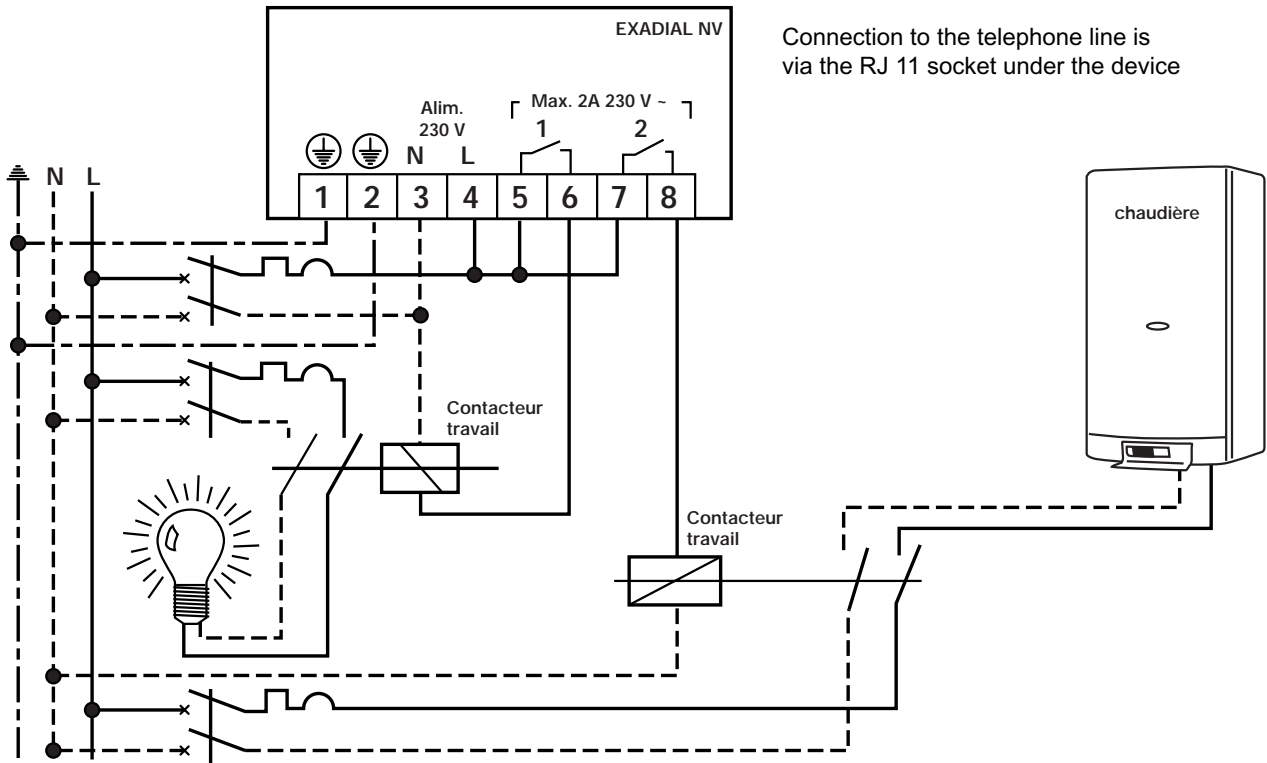 EXADIAL NV
Connection to the telephone line is
via the RJ 11 socket under the device
Alim.
230 V
Max. 2A 230 V ~
1
2
N L
N L
1 2 3 4 5 6 7 8
chaudière
Contacteur
travail
Contacteur
travail